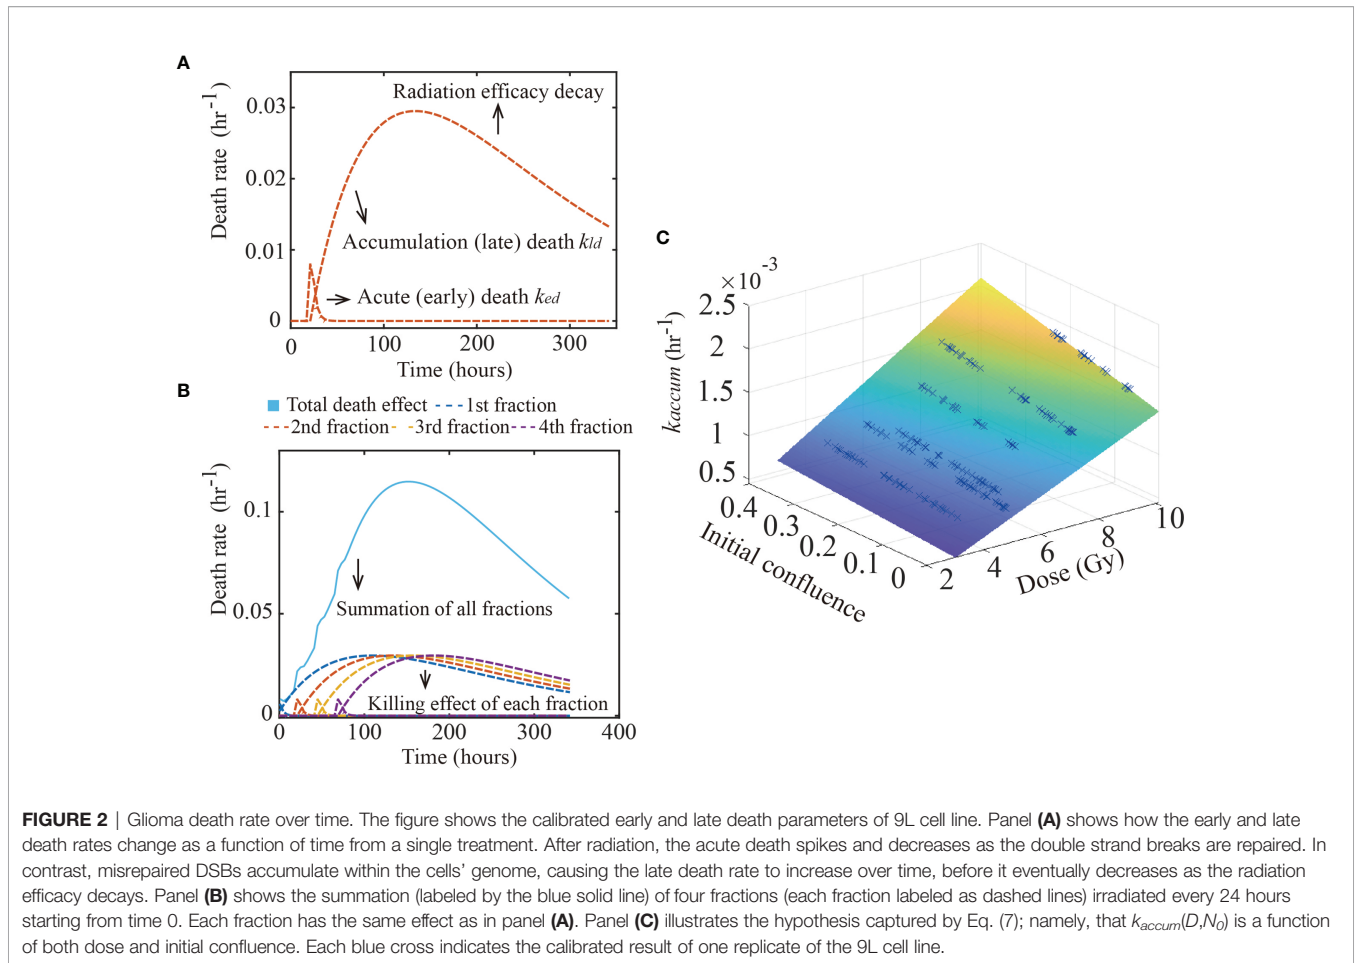 A
Radiation efficacy decay
Death rate (hr-1)
0.03
0.02
0.01
0
Accumulation (late) death kld
Acute (early) death ked
0
100
200
300
Time (hours)
B
Total death effect
1st fraction
2nd fraction
3rd fraction
4th fraction
Death rate (hr-1)
0.1
0.05
0
Summation of all fractions
Killing effect of each fraction
0
100
200
300
400
Time (hours)
C
×10-3
kaccum (hr-1)
2.5
2
1.5
1
0.5
0.4
0.3
0.2
0.1
0
Initial confluence
2
4
6
8
10
Dose (Gy)
FIGURE 2 | Glioma death rate over time. The figure shows the calibrated early and late death parameters of 9L cell line. Panel (A) shows how the early and late
death rates change as a function of time from a single treatment. After radiation, the acute death spikes and decreases as the double strand breaks are repaired. In
contrast, misrepaired DSBs accumulate within the cells' genome, causing the late death rate to increase over time, before it eventually decreases as the radiation
efficacy decays. Panel (B) shows the summation (labeled by the blue solid line) of four fractions (each fraction labeled as dashed lines) irradiated every 24 hours
starting from time 0. Each fraction has the same effect as in panel (A). Panel (C) illustrates the hypothesis captured by Eq. (7); namely, that kaccum(D,N0) is a function
of both dose and initial confluence. Each blue cross indicates the calibrated result of one replicate of the 9L cell line.